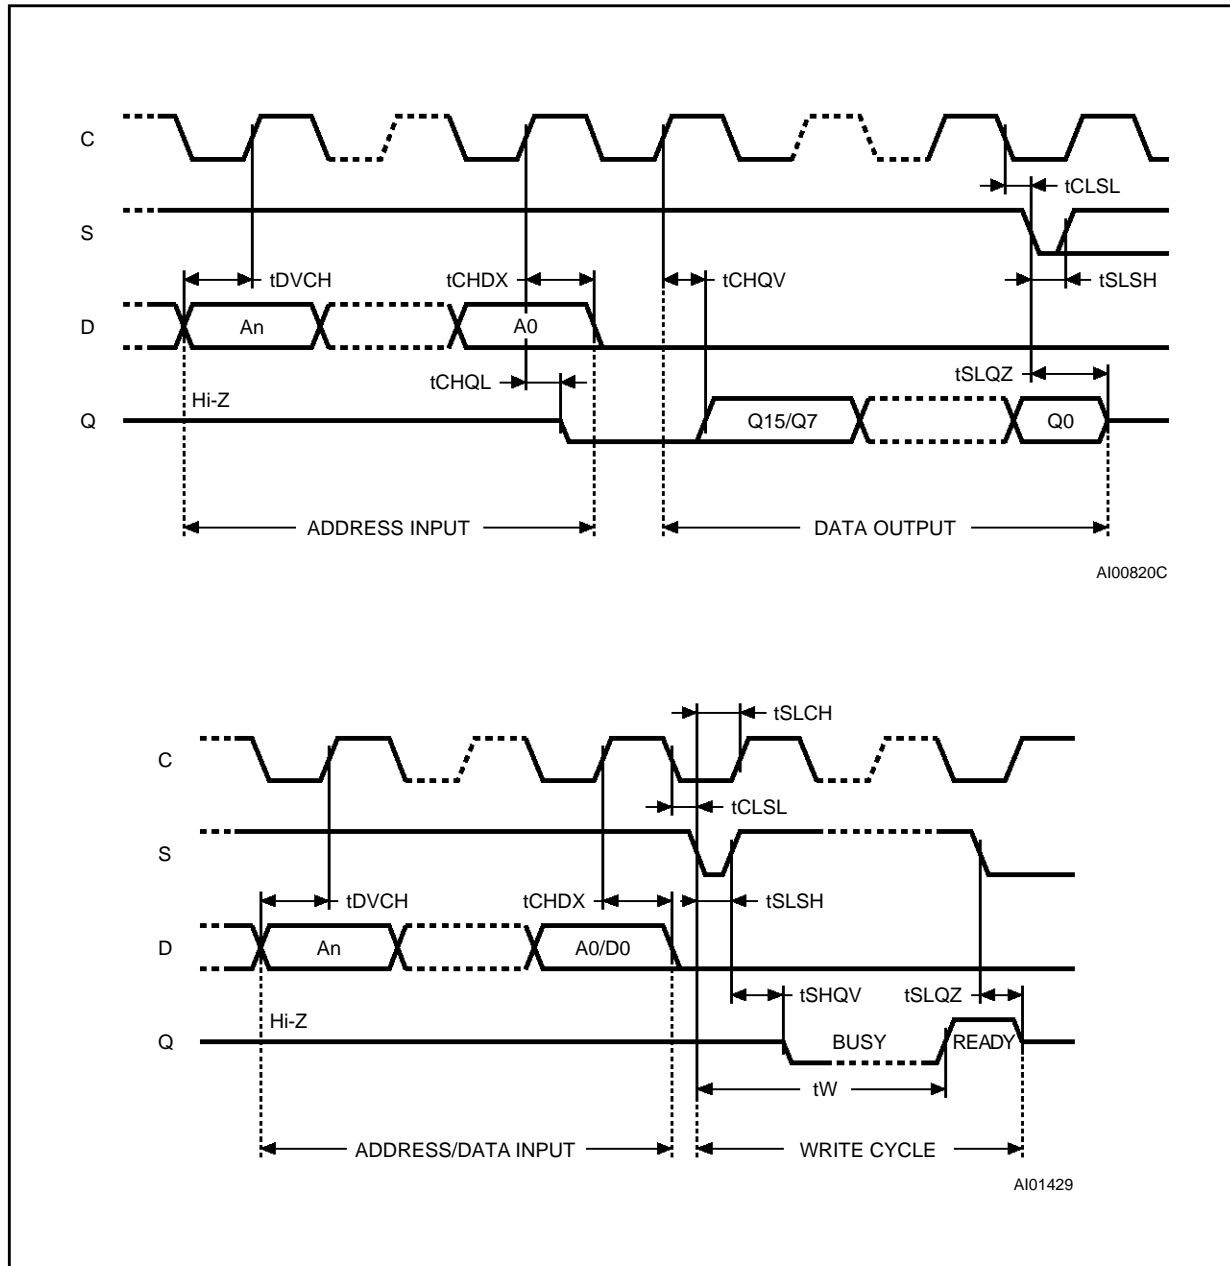 C
tCLSL
S
tDVCH tCHDX tCHQV tSLSH
D An A0
tCHQL tSLQZ
Hi-Z
Q Q15/Q7 Q0
ADDRESS INPUT DATA OUTPUT
AI00820C
tSLCH
C
tCLSL
S
tDVCH tCHDX tSLSH
D An A0/D0
tSHQV tSLQZ
Hi-Z
Q BUSY READY
tW
ADDRESS/DATA INPUT WRITE CYCLE
AI01429